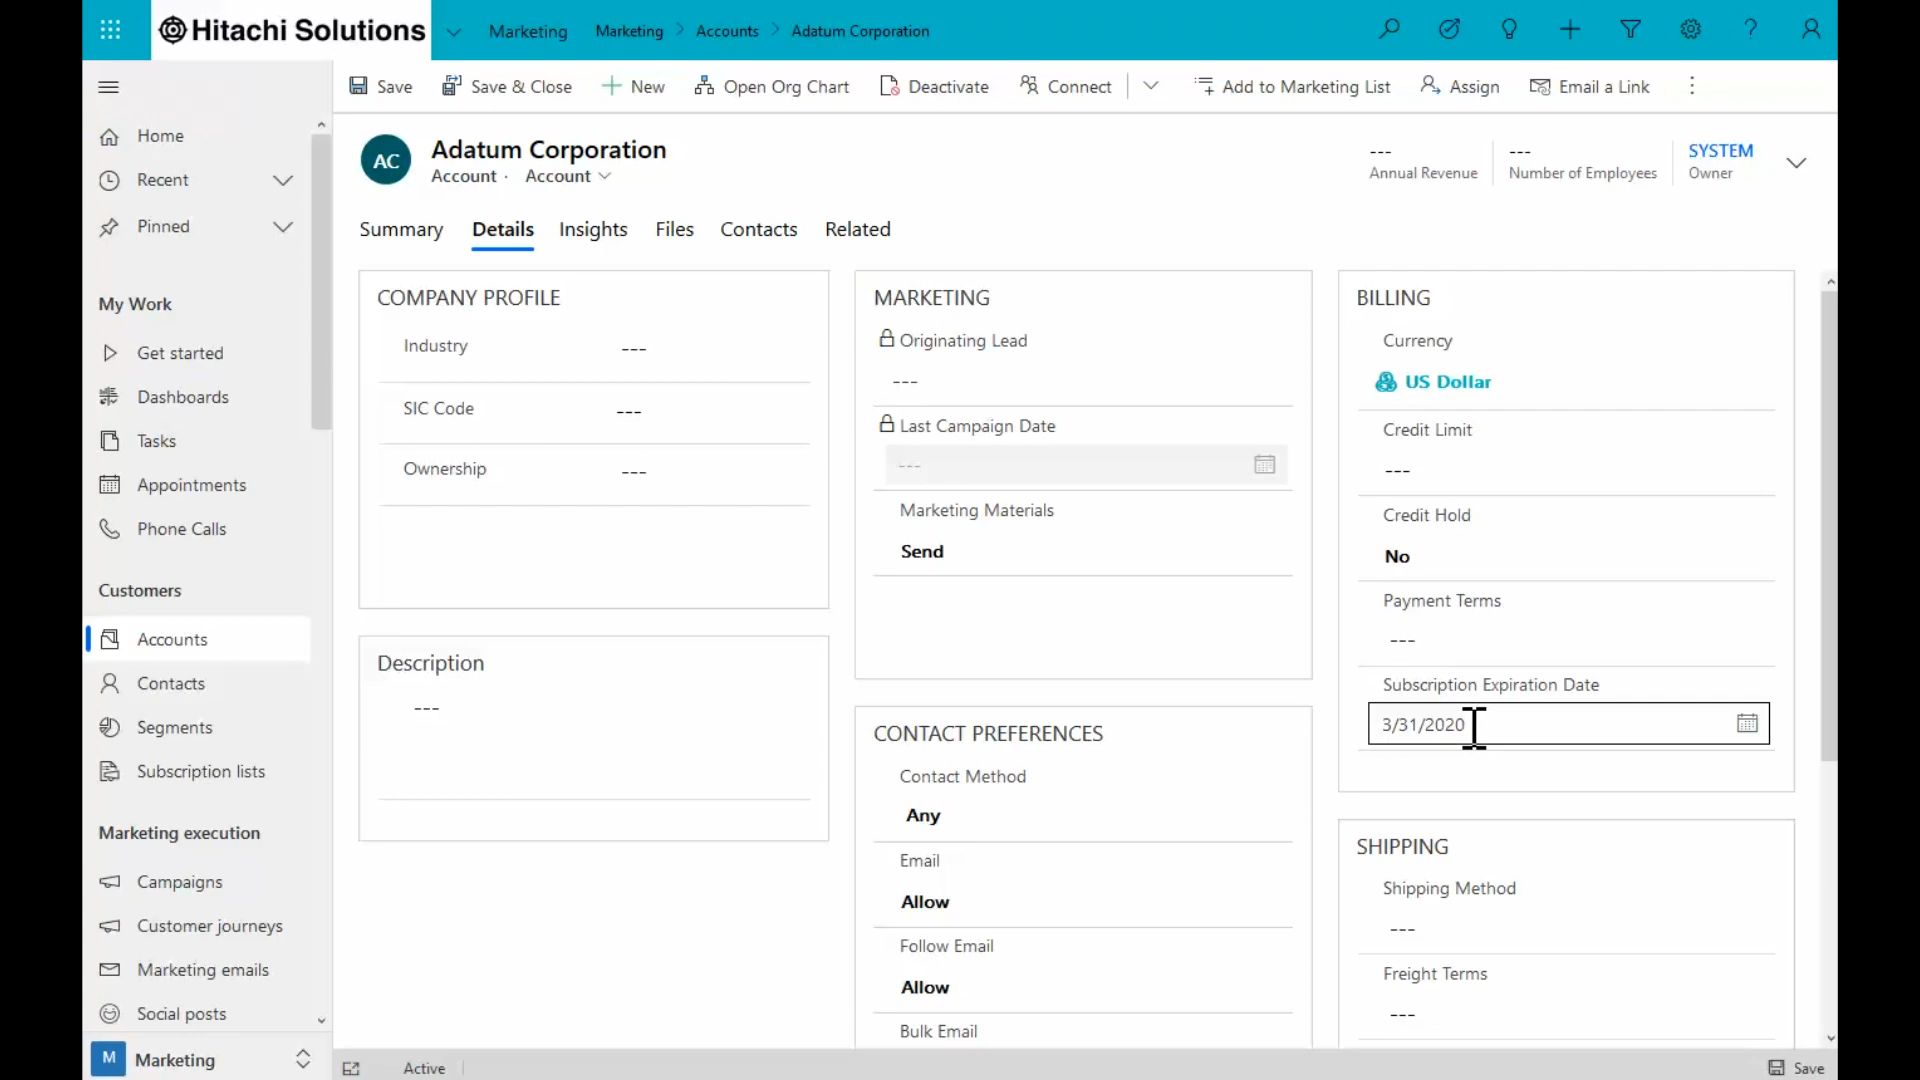 Hitachi Solutions
Marketing
Marketing > Accounts > Adatum Corporation
?
Save
Save & Close
New
Open Org Chart
Deactivate
Connect
Add to Marketing List
Assign
Email a Link
Home
Recent
Pinned
My Work
Get started
Dashboards
Tasks
Appointments
Phone Calls
Customers
Accounts
Contacts
Segments
Subscription lists
Marketing execution
Campaigns
Customer journeys
Marketing emails
Social posts
M Marketing
AC
Adatum Corporation
Account · Account
---
Annual Revenue
---
Number of Employees
SYSTEM
Owner
Summary
Details
Insights
Files
Contacts
Related
COMPANY PROFILE
Industry ---
SIC Code ---
Ownership ---
Description
---
MARKETING
Originating Lead
---
Last Campaign Date
---
Marketing Materials
Send
CONTACT PREFERENCES
Contact Method
Any
Email
Allow
Follow Email
Allow
Bulk Email
BILLING
Currency
US Dollar
Credit Limit
---
Credit Hold
No
Payment Terms
---
Subscription Expiration Date
3/31/2020
SHIPPING
Shipping Method
---
Freight Terms
---
Active
Save